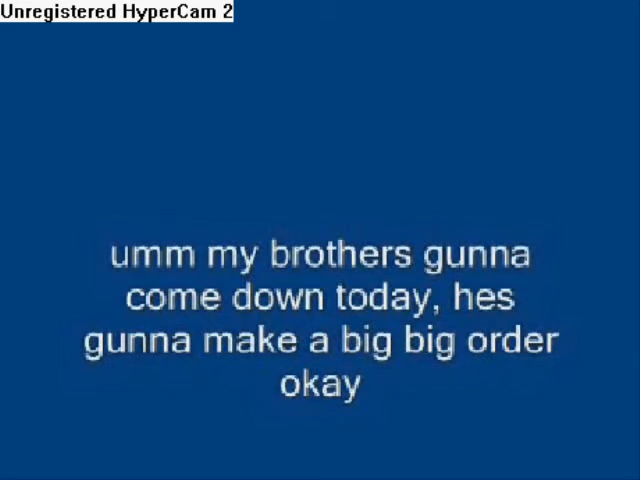 Unregistered HyperCam 2
umm my brothers gunna
come down today, hes
gunna make a big big order
okay